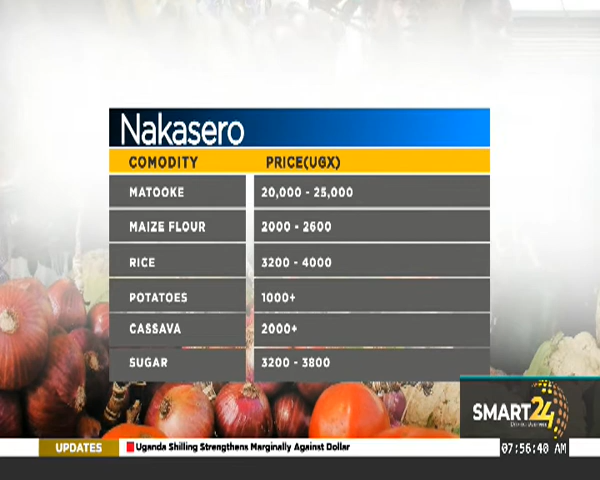 Nakasero
COMODITY PRICE(UGX)
MATOOKE 20,000 - 25,000
MAIZE FLOUR 2000 - 2600
RICE 3200 - 4000
POTATOES 1000+
CASSAVA 2000+
SUGAR 3200 - 3800
SMART24
UPDATES Uganda Shilling Strengthens Marginally Against Dollar 07:56:40 AM